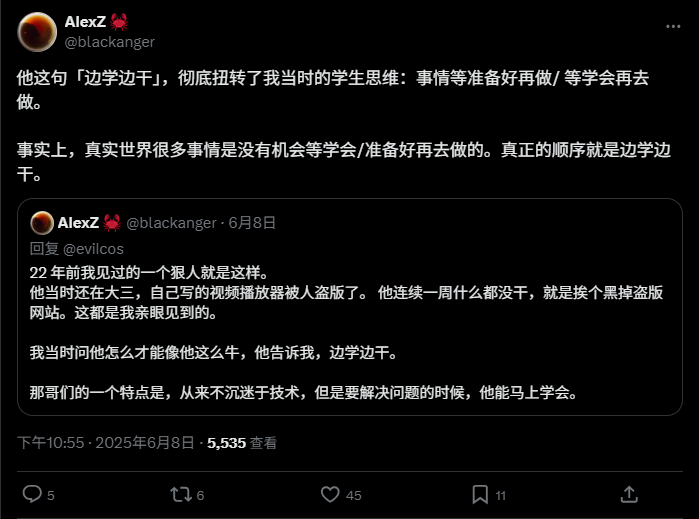 AlexZ 🦀
@blackanger
他这句「边学边干」，彻底扭转了我当时的学生思维：事情等准备好再做/ 等学会再去
做。
事实上，真实世界很多事情是没有机会等学会/准备好再去做的。真正的顺序就是边学边
干。
AlexZ 🦀 @blackanger · 6月8日
回复 @evilcos
22 年前我见过的一个狠人就是这样。
他当时还在大三，自己写的视频播放器被人盗版了。 他连续一周什么都没干，就是挨个黑掉盗版
网站。这都是我亲眼见到的。
我当时问他怎么才能像他这么牛，他告诉我，边学边干。
那哥们的一个特点是，从来不沉迷于技术，但是要解决问题的时候，他能马上学会。
下午10:55 · 2025年6月8日 · 5,535 查看
5 6 45 11